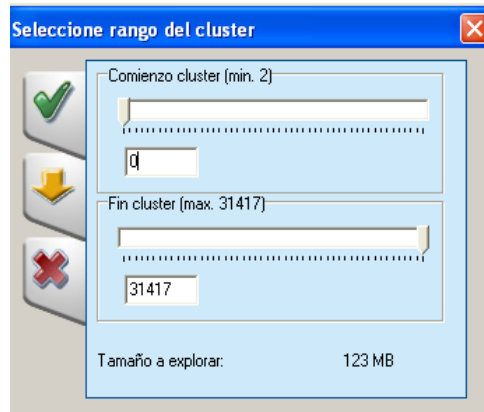 Seleccione rango del cluster
Comienzo cluster (min. 2)
0
Fin cluster (max. 31417)
31417
Tamaño a explorar: 123 MB